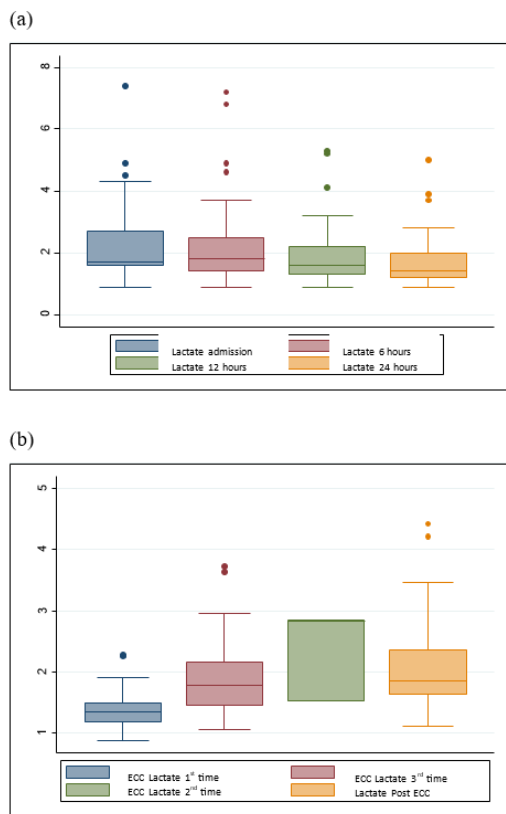 (a)
8
6
4
2
0
Lactate admission Lactate 6 hours
Lactate 12 hours Lactate 24 hours
(b)
5
4
3
2
1
ECC Lactate 1st time ECC Lactate 3rd time
ECC Lactate 2nd time Lactate Post ECC